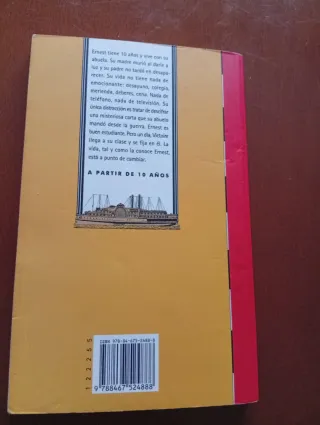 Ernest tiene 10 años y vive con su
abuela. Su madre murió al darle a
luz y su padre no tardó en desapa-
recer. Su vida no tiene nada de
emocionante: desayuno, colegio,
merienda, deberes, cena. Nada de
teléfono, nada de televisión. Su
única distracción es tratar de descifrar
una misteriosa carta que su abuelo
mandó desde la guerra. Ernest es
buen estudiante. Pero un día, Victoire
llega a su clase y se fija en él. La
vida, tal y como la conoce Ernest,
está a punto de cambiar.
A PARTIR DE 10 AÑOS
ISBN 978-84-675-2488-8
9 788467 524888
123265